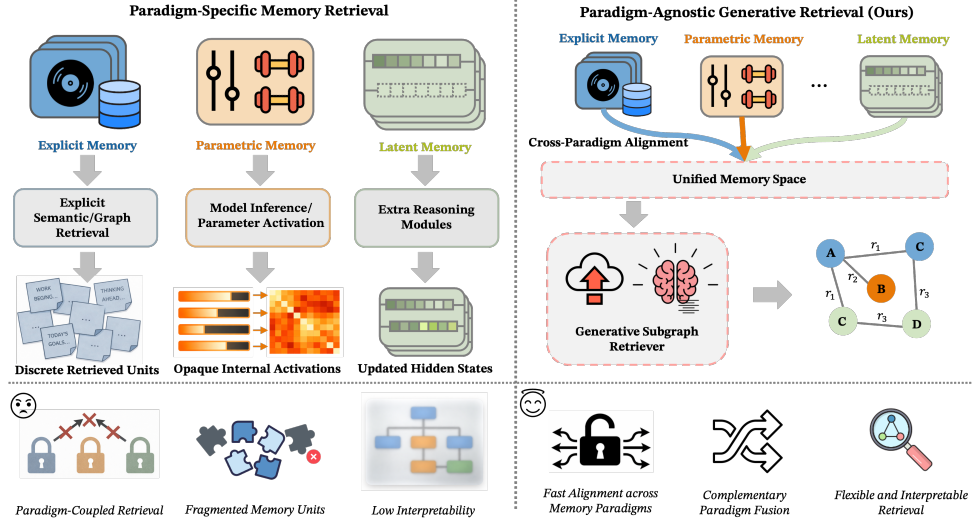 Paradigm-Specific Memory Retrieval
Explicit Memory
Parametric Memory
Latent Memory
Explicit
Semantic/Graph
Retrieval
Model Inference/
Parameter Activation
Extra Reasoning
Modules
WORK
BEGINQ...
THINKING
AHEAD...
...
...
TODAY'S
GOALS...
...
...
Discrete Retrieved Units
Opaque Internal Activations
Updated Hidden States
Paradigm-Coupled Retrieval
Fragmented Memory Units
Low Interpretability
Paradigm-Agnostic Generative Retrieval (Ours)
Explicit Memory
Parametric Memory
Latent Memory
...
Cross-Paradigm Alignment
Unified Memory Space
Generative Subgraph
Retriever
A
r₁
C
r₂
B
r₁
r₃
C
r₃
D
Fast Alignment across
Memory Paradigms
Complementary
Paradigm Fusion
Flexible and Interpretable
Retrieval